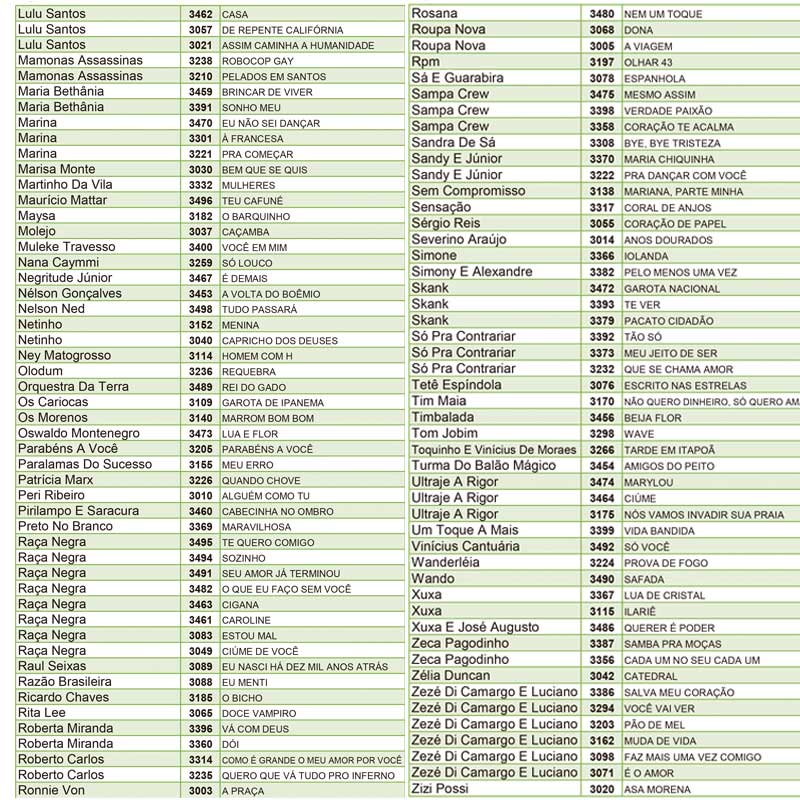 Lulu Santos 3462 CASA
Lulu Santos 3057 DE REPENTE CALIFÓRNIA
Lulu Santos 3021 ASSIM CAMINHA A HUMANIDADE
Mamonas Assassinas 3238 ROBOCOP GAY
Mamonas Assassinas 3210 PELADOS EM SANTOS
Maria Bethânia 3459 BRINCAR DE VIVER
Maria Bethânia 3391 SONHO MEU
Marina 3470 EU NÃO SEI DANÇAR
Marina 3301 À FRANCESA
Marina 3221 PRA COMEÇAR
Marisa Monte 3030 BEM QUE SE QUIS
Martinho Da Vila 3332 MULHERES
Maurício Mattar 3496 TEU CAFUNÉ
Maysa 3182 O BARQUINHO
Molejo 3037 CAÇAMBA
Muleke Travesso 3400 VOCÊ EM MIM
Nana Caymmi 3259 SÓ LOUCO
Negritude Júnior 3467 É DEMAIS
Nélson Gonçalves 3453 A VOLTA DO BOÊMIO
Nelson Ned 3498 TUDO PASSARÁ
Netinho 3152 MENINA
Netinho 3040 CAPRICHO DOS DEUSES
Ney Matogrosso 3114 HOMEM COM H
Olodum 3236 REQUEBRA
Orquestra Da Terra 3489 REI DO GADO
Os Cariocas 3109 GAROTA DE IPANEMA
Os Morenos 3140 MARROM BOM BOM
Oswaldo Montenegro 3473 LUA E FLOR
Parabéns A Você 3205 PARABÉNS A VOCÊ
Paralamas Do Sucesso 3155 MEU ERRO
Patrícia Marx 3226 QUANDO CHOVE
Peri Ribeiro 3010 ALGUÉM COMO TU
Pirilampo E Saracura 3460 CABECINHA NO OMBRO
Preto No Branco 3369 MARAVILHOSA
Raça Negra 3495 TE QUERO COMIGO
Raça Negra 3494 SOZINHO
Raça Negra 3491 SEU AMOR JÁ TERMINOU
Raça Negra 3482 O QUE EU FAÇO SEM VOCÊ
Raça Negra 3463 CIGANA
Raça Negra 3461 CAROLINE
Raça Negra 3083 ESTOU MAL
Raça Negra 3049 CIÚME DE VOCÊ
Raul Seixas 3089 EU NASCI HÁ DEZ MIL ANOS ATRÁS
Razão Brasileira 3088 EU MENTI
Ricardo Chaves 3185 O BICHO
Rita Lee 3065 DOCE VAMPIRO
Roberta Miranda 3396 VÁ COM DEUS
Roberta Miranda 3360 DÓI
Roberto Carlos 3314 COMO É GRANDE O MEU AMOR POR VOCÊ
Roberto Carlos 3235 QUERO QUE VÁ TUDO PRO INFERNO
Ronnie Von 3003 A PRAÇA
Rosana 3480 NEM UM TOQUE
Roupa Nova 3068 DONA
Roupa Nova 3005 A VIAGEM
Rpm 3197 OLHAR 43
Sá E Guarabira 3078 ESPANHOLA
Sampa Crew 3475 MESMO ASSIM
Sampa Crew 3398 VERDADE PAIXÃO
Sampa Crew 3358 CORAÇÃO TE ACALMA
Sandra De Sá 3308 BYE, BYE TRISTEZA
Sandy E Júnior 3370 MARIA CHIQUINHA
Sandy E Júnior 3222 PRA DANÇAR COM VOCÊ
Sem Compromisso 3138 MARIANA, PARTE MINHA
Sensação 3317 CORAL DE ANJOS
Sérgio Reis 3055 CORAÇÃO DE PAPEL
Severino Araújo 3014 ANOS DOURADOS
Simone 3366 IOLANDA
Simony E Alexandre 3382 PELO MENOS UMA VEZ
Skank 3472 GAROTA NACIONAL
Skank 3393 TE VER
Skank 3379 PACATO CIDADÃO
Só Pra Contrariar 3392 TÃO SÓ
Só Pra Contrariar 3373 MEU JEITO DE SER
Só Pra Contrariar 3232 QUE SE CHAMA AMOR
Tetê Espíndola 3076 ESCRITO NAS ESTRELAS
Tim Maia 3170 NÃO QUERO DINHEIRO, SÓ QUERO AM
Timbalada 3456 BEIJA FLOR
Tom Jobim 3298 WAVE
Toquinho E Vinícius De Moraes 3266 TARDE EM ITAPOÃ
Turma Do Balão Mágico 3454 AMIGOS DO PEITO
Ultraje A Rigor 3474 MARYLOU
Ultraje A Rigor 3464 CIÚME
Ultraje A Rigor 3175 NÓS VAMOS INVADIR SUA PRAIA
Um Toque A Mais 3399 VIDA BANDIDA
Vinícius Cantuária 3492 SÓ VOCÊ
Wanderléia 3224 PROVA DE FOGO
Wando 3490 SAFADA
Xuxa 3367 LUA DE CRISTAL
Xuxa 3115 ILARIÊ
Xuxa E José Augusto 3486 QUERER É PODER
Zeca Pagodinho 3387 SAMBA PRA MOÇAS
Zeca Pagodinho 3356 CADA UM NO SEU CADA UM
Zélia Duncan 3042 CATEDRAL
Zezé Di Camargo E Luciano 3386 SALVA MEU CORAÇÃO
Zezé Di Camargo E Luciano 3294 VOCÊ VAI VER
Zezé Di Camargo E Luciano 3203 PÃO DE MEL
Zezé Di Camargo E Luciano 3162 MUDA DE VIDA
Zezé Di Camargo E Luciano 3098 FAZ MAIS UMA VEZ COMIGO
Zezé Di Camargo E Luciano 3071 É O AMOR
Zizi Possi 3020 ASA MORENA